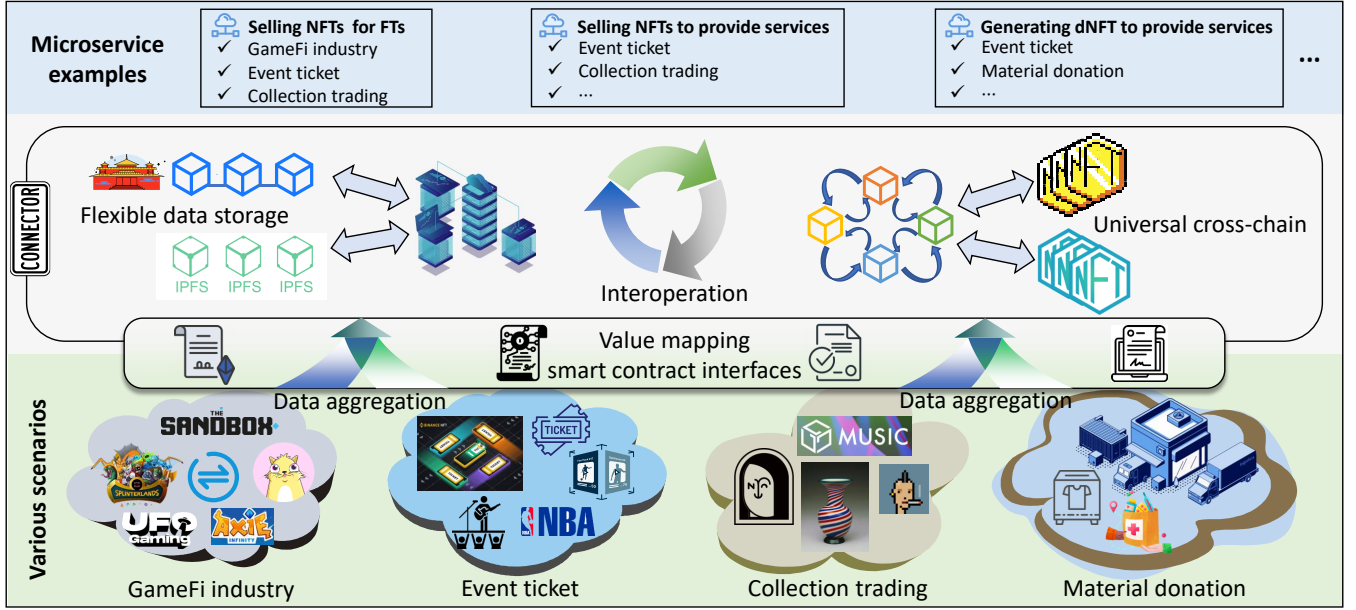 Microservice
examples
Selling NFTs for FTs
✓ GameFi industry
✓ Event ticket
✓ Collection trading
Selling NFTs to provide services
✓ Event ticket
✓ Collection trading
✓ ...
Generating dNFT to provide services
✓ Event ticket
✓ Material donation
✓ ...
...
CONNECTOR
Flexible data storage
IPFS IPFS IPFS
Interoperation
NNNFT
Universal cross-chain
NNNFT
Value mapping
smart contract interfaces
Data aggregation
Data aggregation
Various scenarios
THE
SANDBOX
SPLINTERLANDS
UFO
Gaming
AXIE
INFINITY
GameFi industry
BINANCE NFT
TICKET
NBA
Event ticket
MUSIC
Collection trading
Material donation